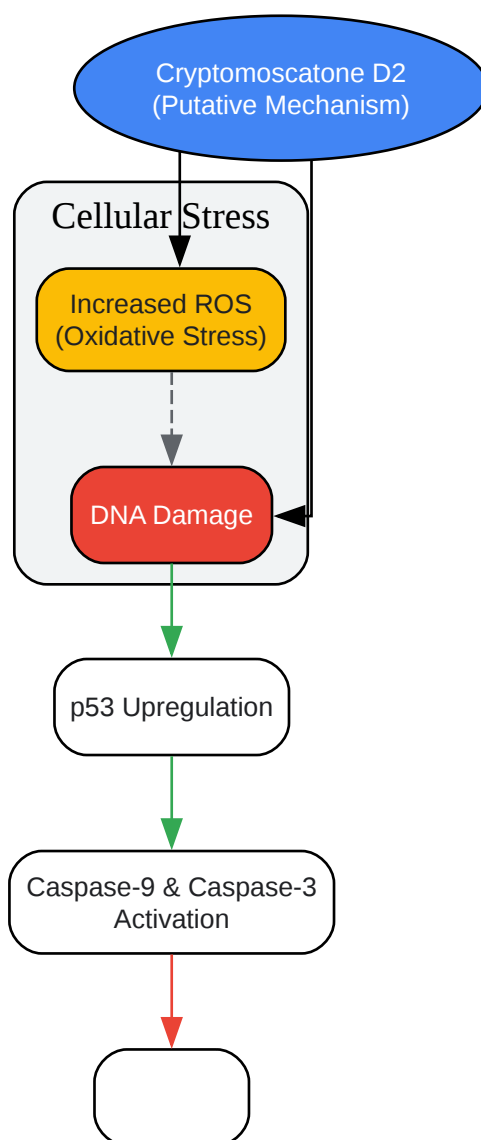 Cryptomoscatone D2
(Putative Mechanism)
Cellular Stress
Increased ROS
(Oxidative Stress)
DNA Damage
p53 Upregulation
Caspase-9 & Caspase-3
Activation